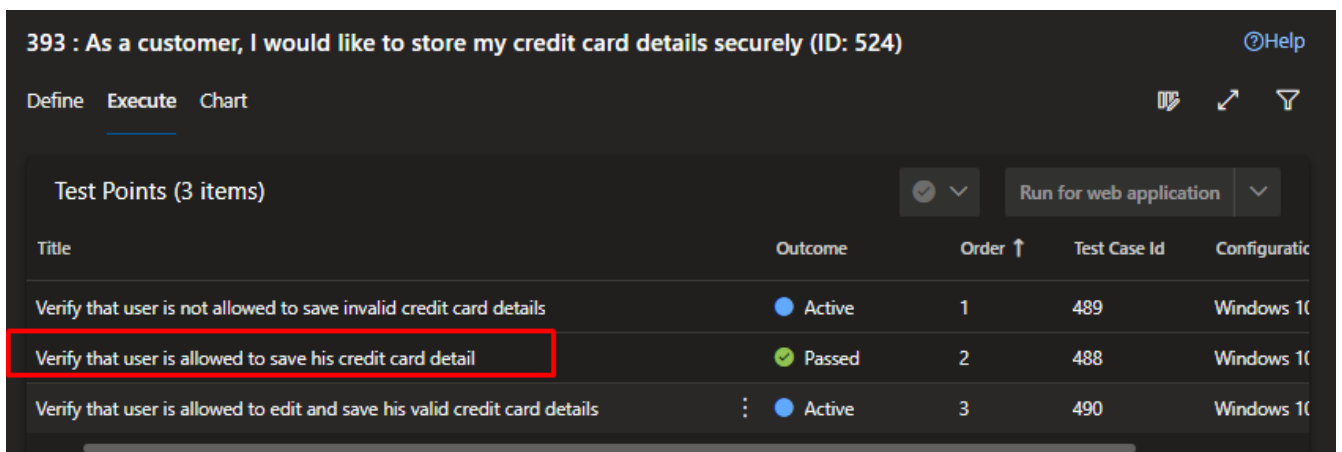 393 : As a customer, I would like to store my credit card details securely (ID: 524) Help
Define Execute Chart
Test Points (3 items) Run for web application
Title Outcome Order ↑ Test Case Id Configuratic
Verify that user is not allowed to save invalid credit card details Active 1 489 Windows 10
Verify that user is allowed to save his credit card detail Passed 2 488 Windows 10
Verify that user is allowed to edit and save his valid credit card details Active 3 490 Windows 10